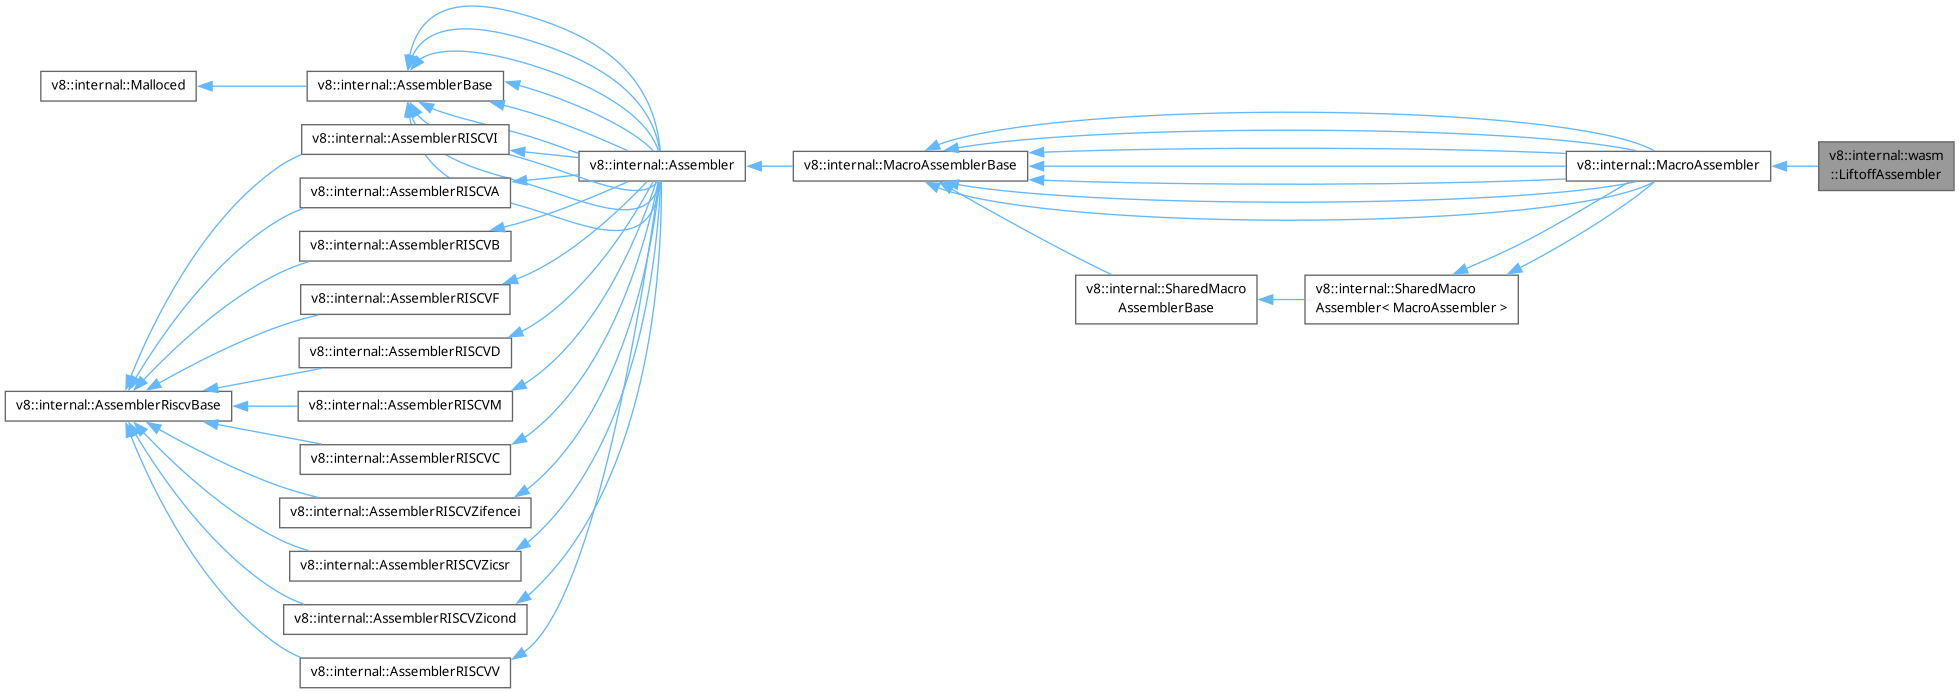 v8::internal::Malloced
v8::internal::AssemblerBase
v8::internal::AssemblerRISCVI
v8::internal::AssemblerRISCVA
v8::internal::AssemblerRISCVB
v8::internal::AssemblerRISCVF
v8::internal::AssemblerRISCVD
v8::internal::AssemblerRiscvBase
v8::internal::AssemblerRISCVM
v8::internal::AssemblerRISCVC
v8::internal::AssemblerRISCVZifencei
v8::internal::AssemblerRISCVZicsr
v8::internal::AssemblerRISCVZicond
v8::internal::AssemblerRISCVV
v8::internal::Assembler
v8::internal::MacroAssemblerBase
v8::internal::SharedMacro
AssemblerBase
v8::internal::SharedMacro
Assembler< MacroAssembler >
v8::internal::MacroAssembler
v8::internal::wasm
::LiftoffAssembler